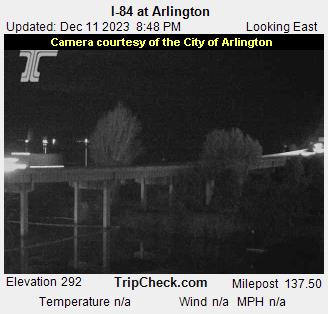 I-84 at Arlington
Updated: Dec 11 2023 8:48 PM Looking East
Camera courtesy of the City of Arlington
Elevation 292 TripCheck.com Milepost 137.50
Temperature n/a Wind n/a MPH n/a